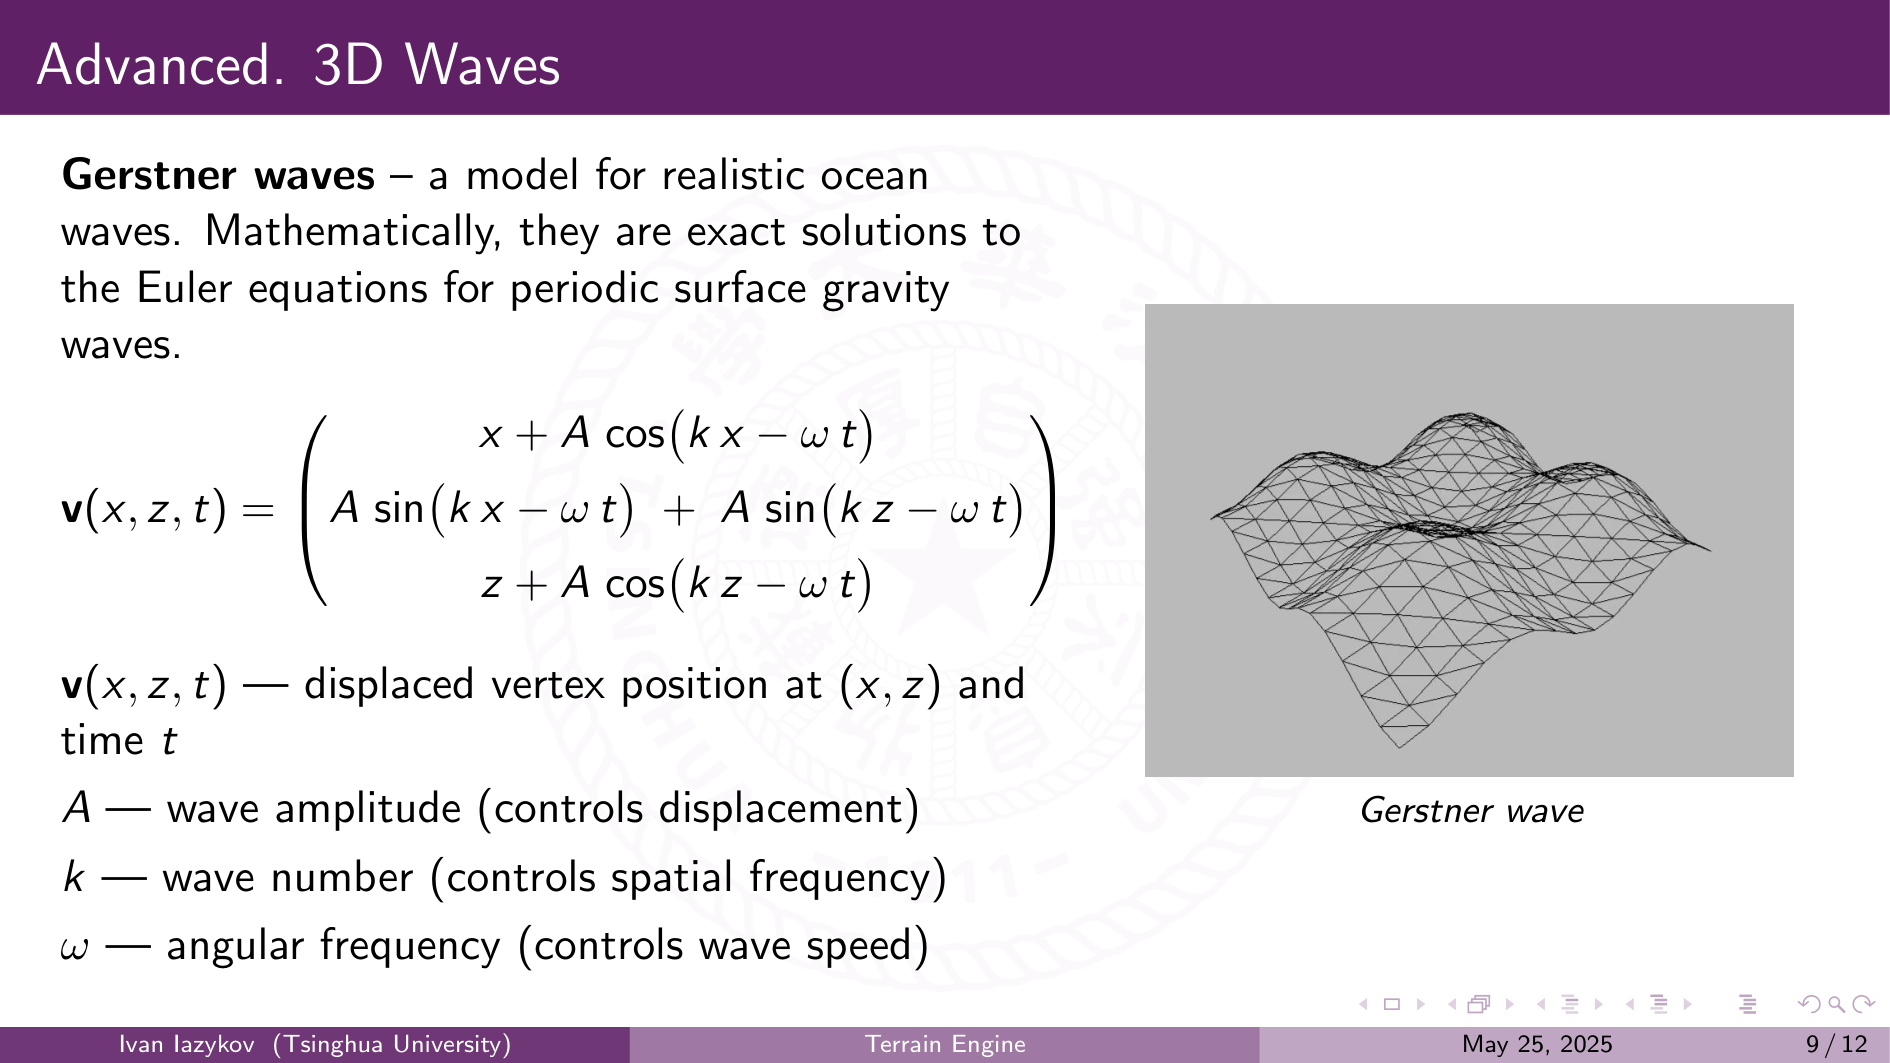 Advanced. 3D Waves
Gerstner waves – a model for realistic ocean
waves. Mathematically, they are exact solutions to
the Euler equations for periodic surface gravity
waves.
x + A cos(k x − ω t)
v(x, z, t) = ( A sin(k x − ω t) + A sin(k z − ω t) )
z + A cos(k z − ω t)
v(x, z, t) — displaced vertex position at (x, z) and
time t
A — wave amplitude (controls displacement)
k — wave number (controls spatial frequency)
ω — angular frequency (controls wave speed)
Gerstner wave
Ivan Iazykov (Tsinghua University)
Terrain Engine
May 25, 2025
9 / 12